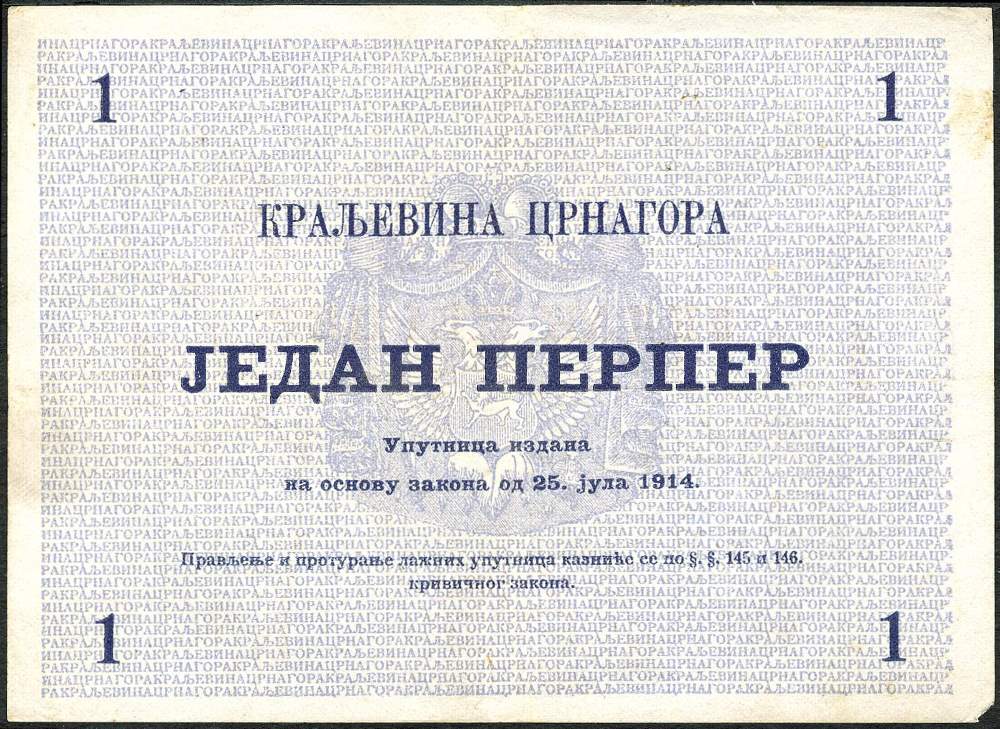 1 1
КРАЉЕВИНА ЦРНАГОРА
ЈЕДАН ПЕРПЕР
Упутница издана
на основу закона од 25. јула 1914.
Прављење и протурање лажних упутница казниће се по §. §. 145 и 146.
кривичног закона.
1 1